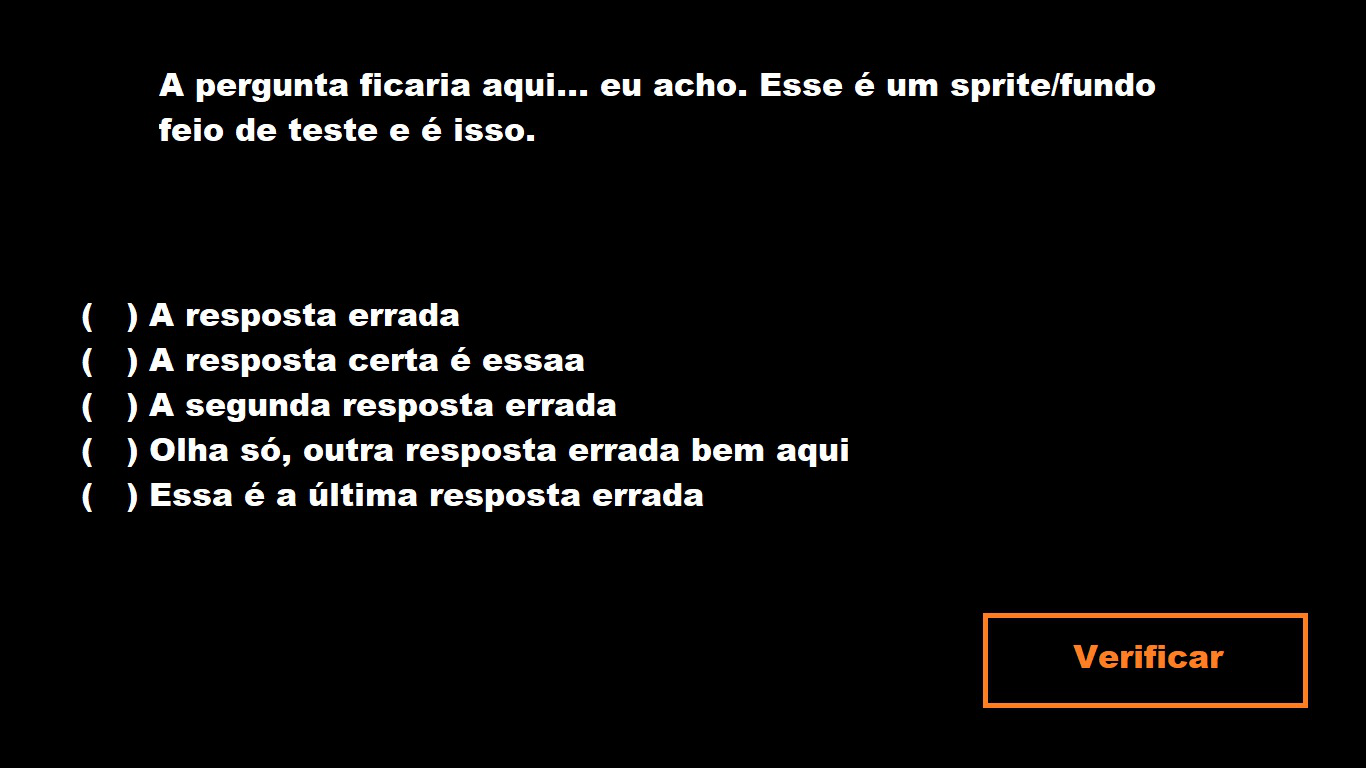 A pergunta ficaria aqui... eu acho. Esse é um sprite/fundo
feio de teste e é isso.
(   ) A resposta errada
(   ) A resposta certa é essaa
(   ) A segunda resposta errada
(   ) Olha só, outra resposta errada bem aqui
(   ) Essa é a última resposta errada
Verificar